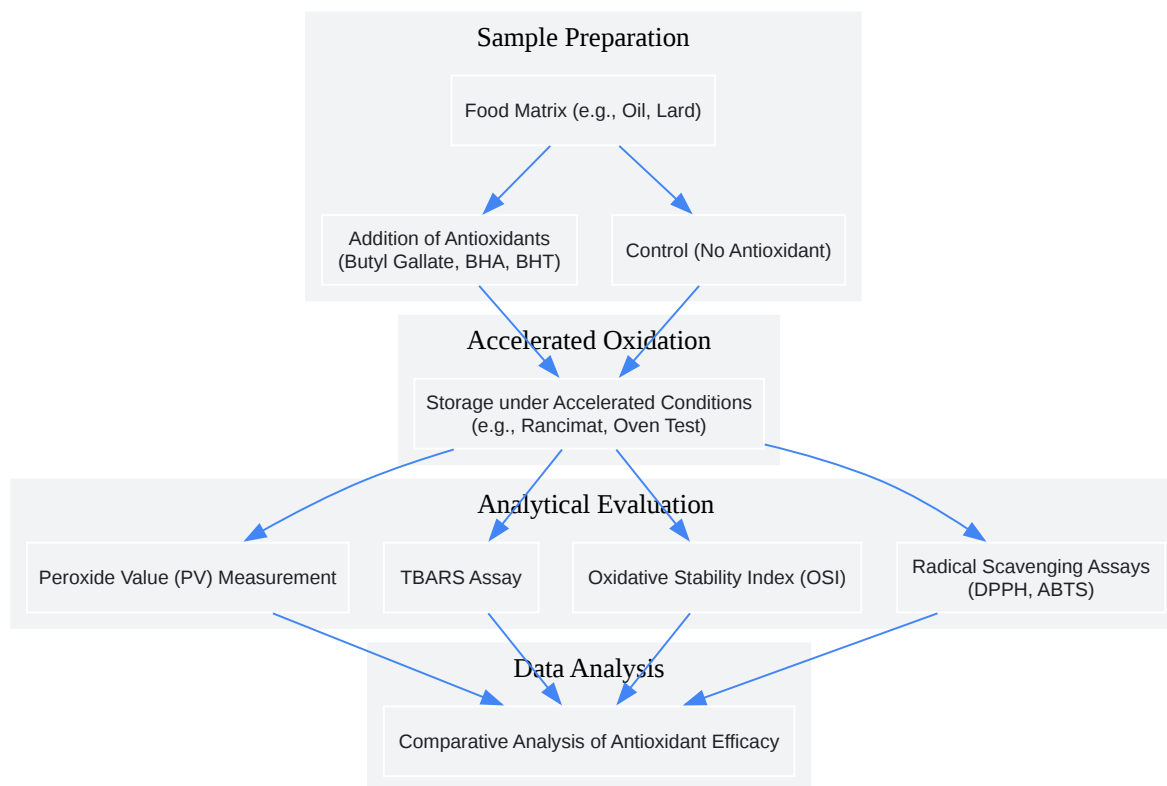 Sample Preparation
Food Matrix (e.g., Oil, Lard)
Addition of Antioxidants
(Butyl Gallate, BHA, BHT)
Control (No Antioxidant)
Accelerated Oxidation
Storage under Accelerated Conditions
(e.g., Rancimat, Oven Test)
Analytical Evaluation
Peroxide Value (PV) Measurement
TBARS Assay
Oxidative Stability Index (OSI)
Radical Scavenging Assays
(DPPH, ABTS)
Data Analysis
Comparative Analysis of Antioxidant Efficacy